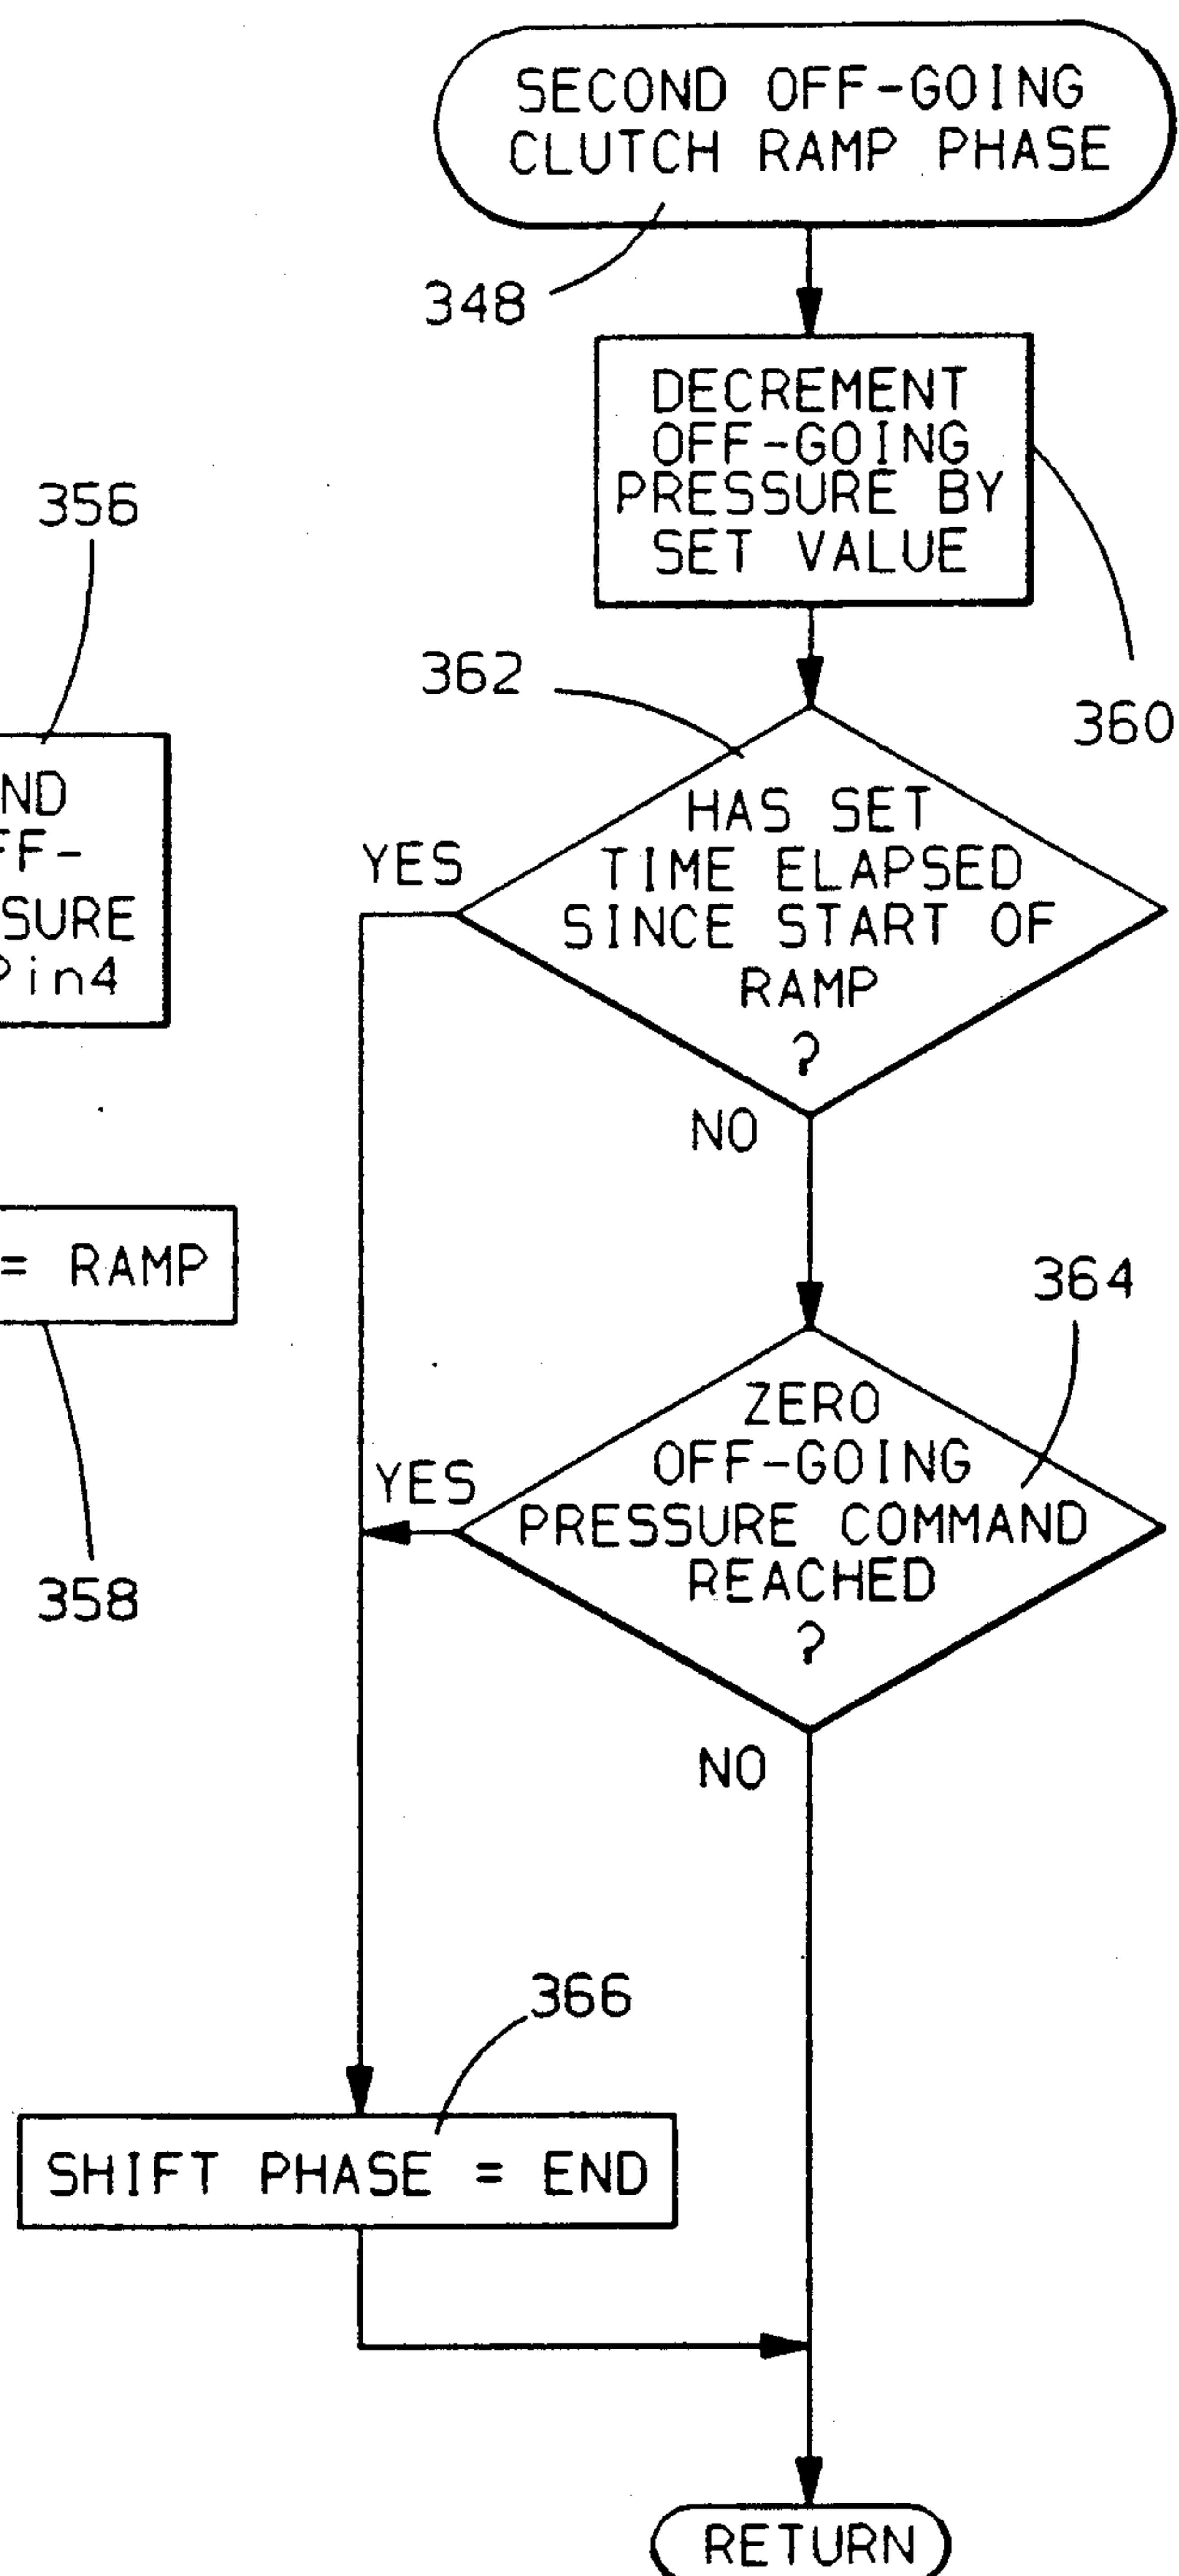 SECOND OFF-GOING
CLUTCH RAMP PHASE
348
DECREMENT
OFF-GOING
PRESSURE BY
SET VALUE
360
356
ND
FF-
SURE
Pin4
362
HAS SET
TIME ELAPSED
SINCE START OF
RAMP
?
YES
NO
= RAMP
358
364
ZERO
OFF-GOING
PRESSURE COMMAND
REACHED
?
YES
NO
366
SHIFT PHASE = END
RETURN